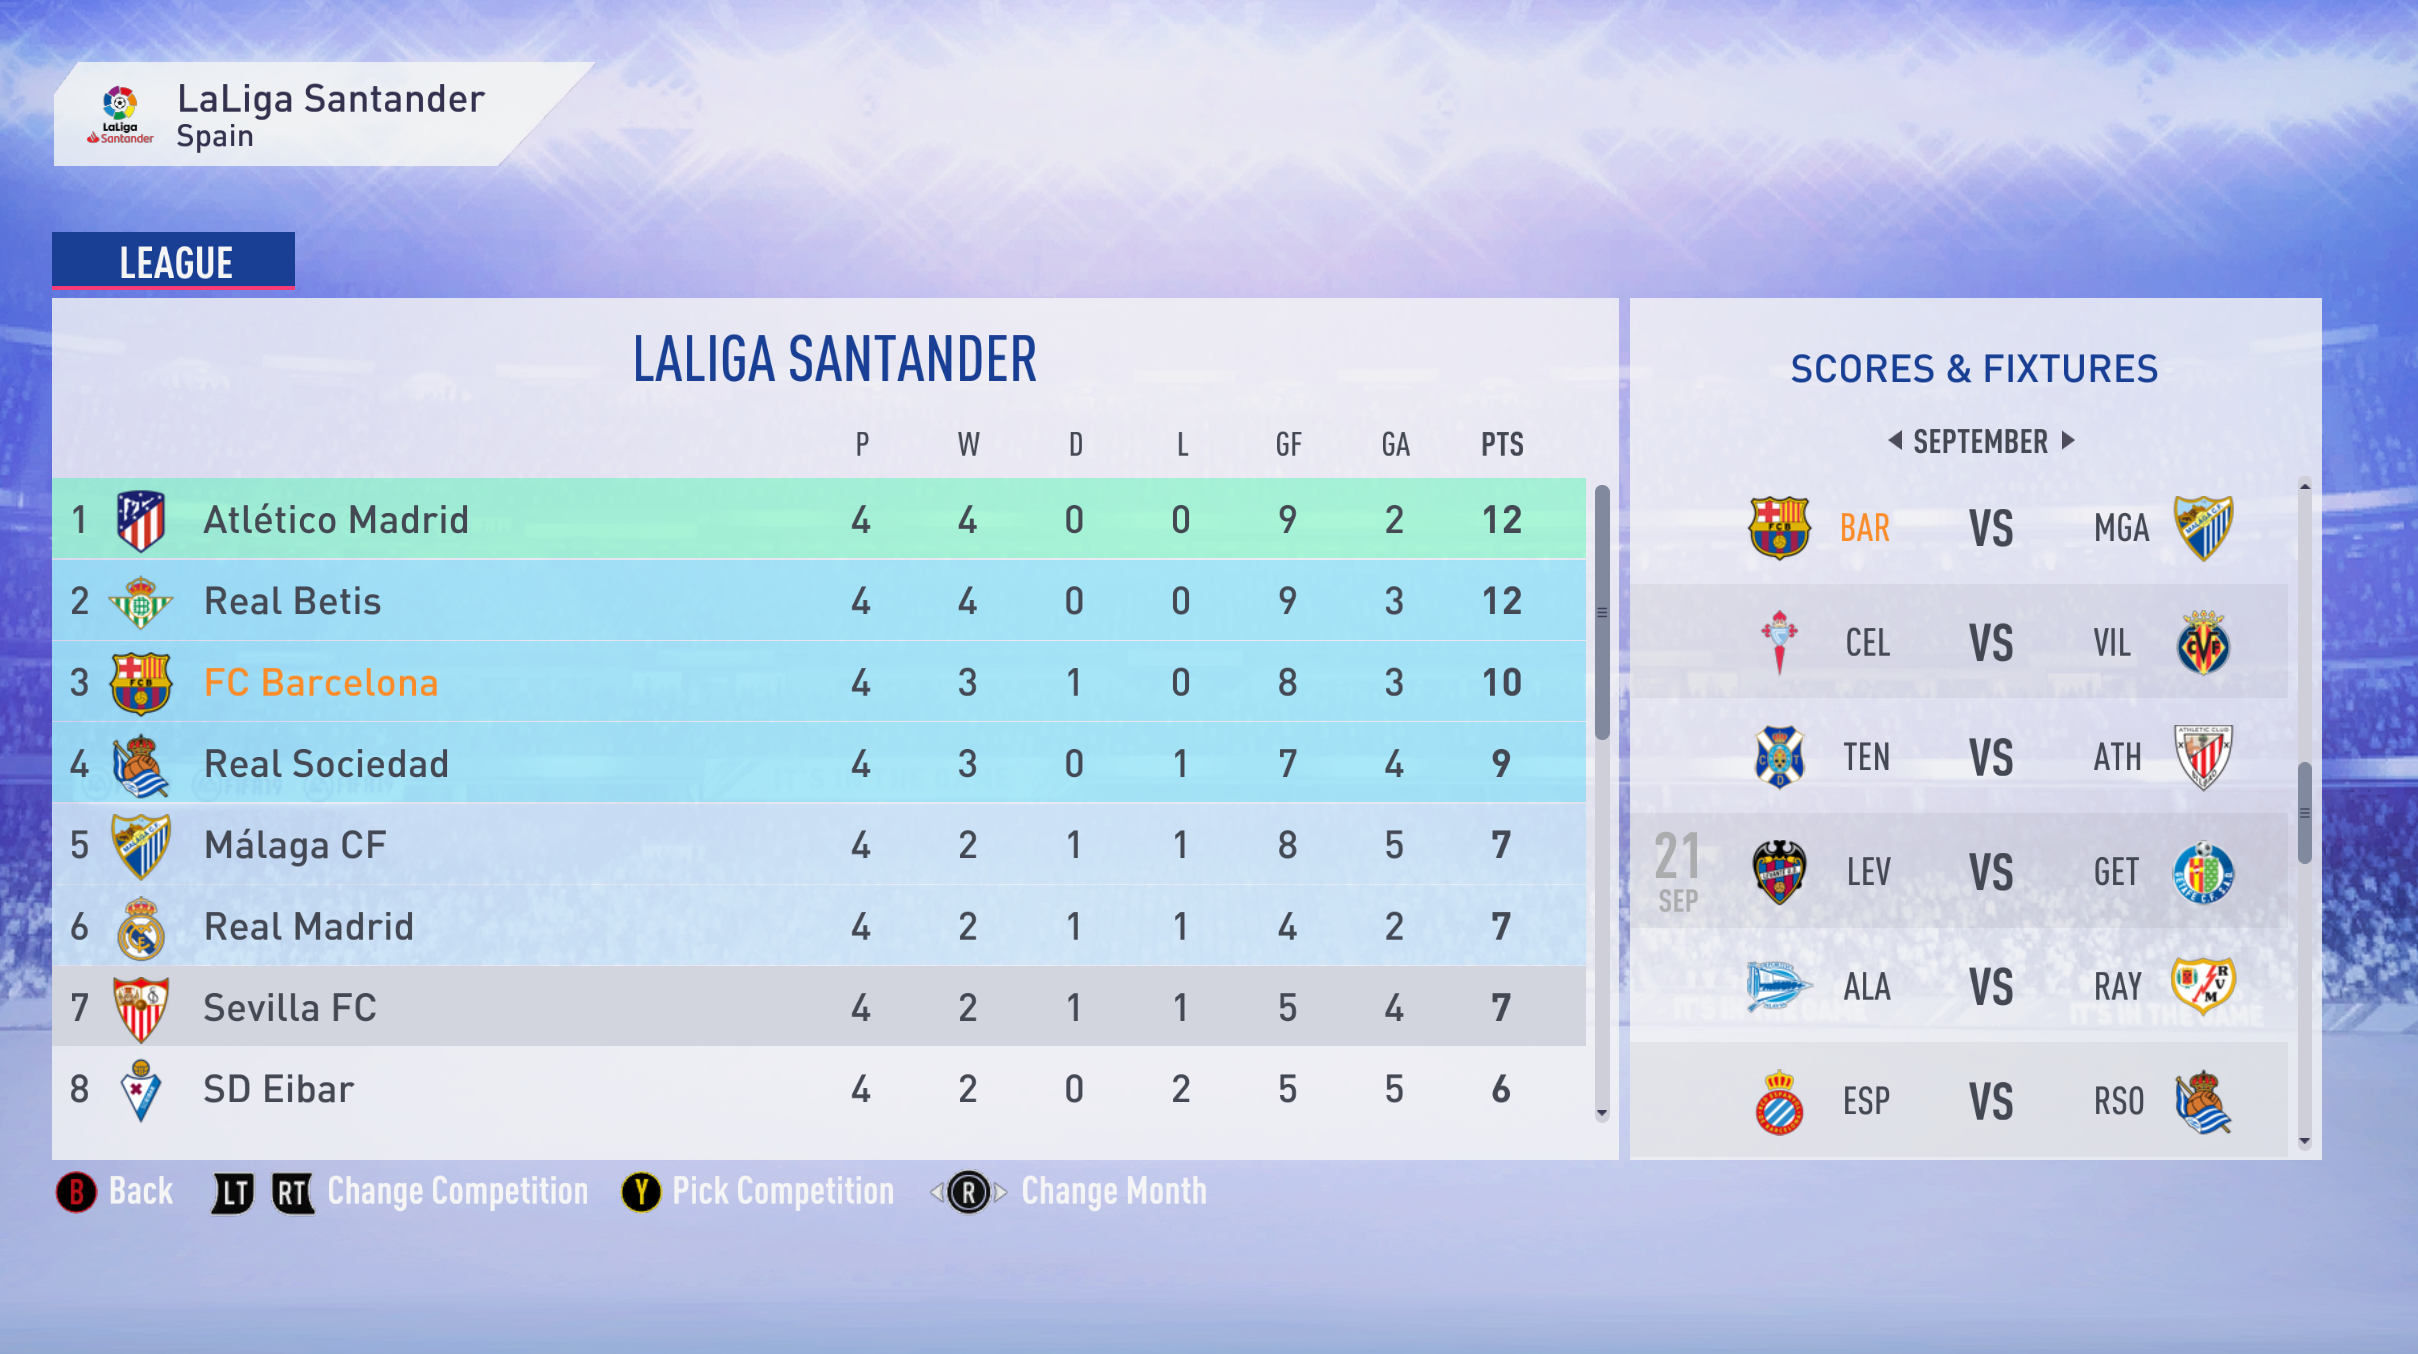 LaLiga Santander
Spain
LaLiga
Santander
LEAGUE
LALIGA SANTANDER
P W D L GF GA PTS
1 Atlético Madrid 4 4 0 0 9 2 12
2 Real Betis 4 4 0 0 9 3 12
3 FC Barcelona 4 3 1 0 8 3 10
4 Real Sociedad 4 3 0 1 7 4 9
5 Málaga CF 4 2 1 1 8 5 7
6 Real Madrid 4 2 1 1 4 2 7
7 Sevilla FC 4 2 1 1 5 4 7
8 SD Eibar 4 2 0 2 5 5 6
SCORES & FIXTURES
SEPTEMBER
BAR VS MGA
CEL VS VIL
TEN VS ATH
21 SEP
LEV VS GET
ALA VS RAY
ESP VS RSO
B Back LT RT Change Competition Y Pick Competition R Change Month